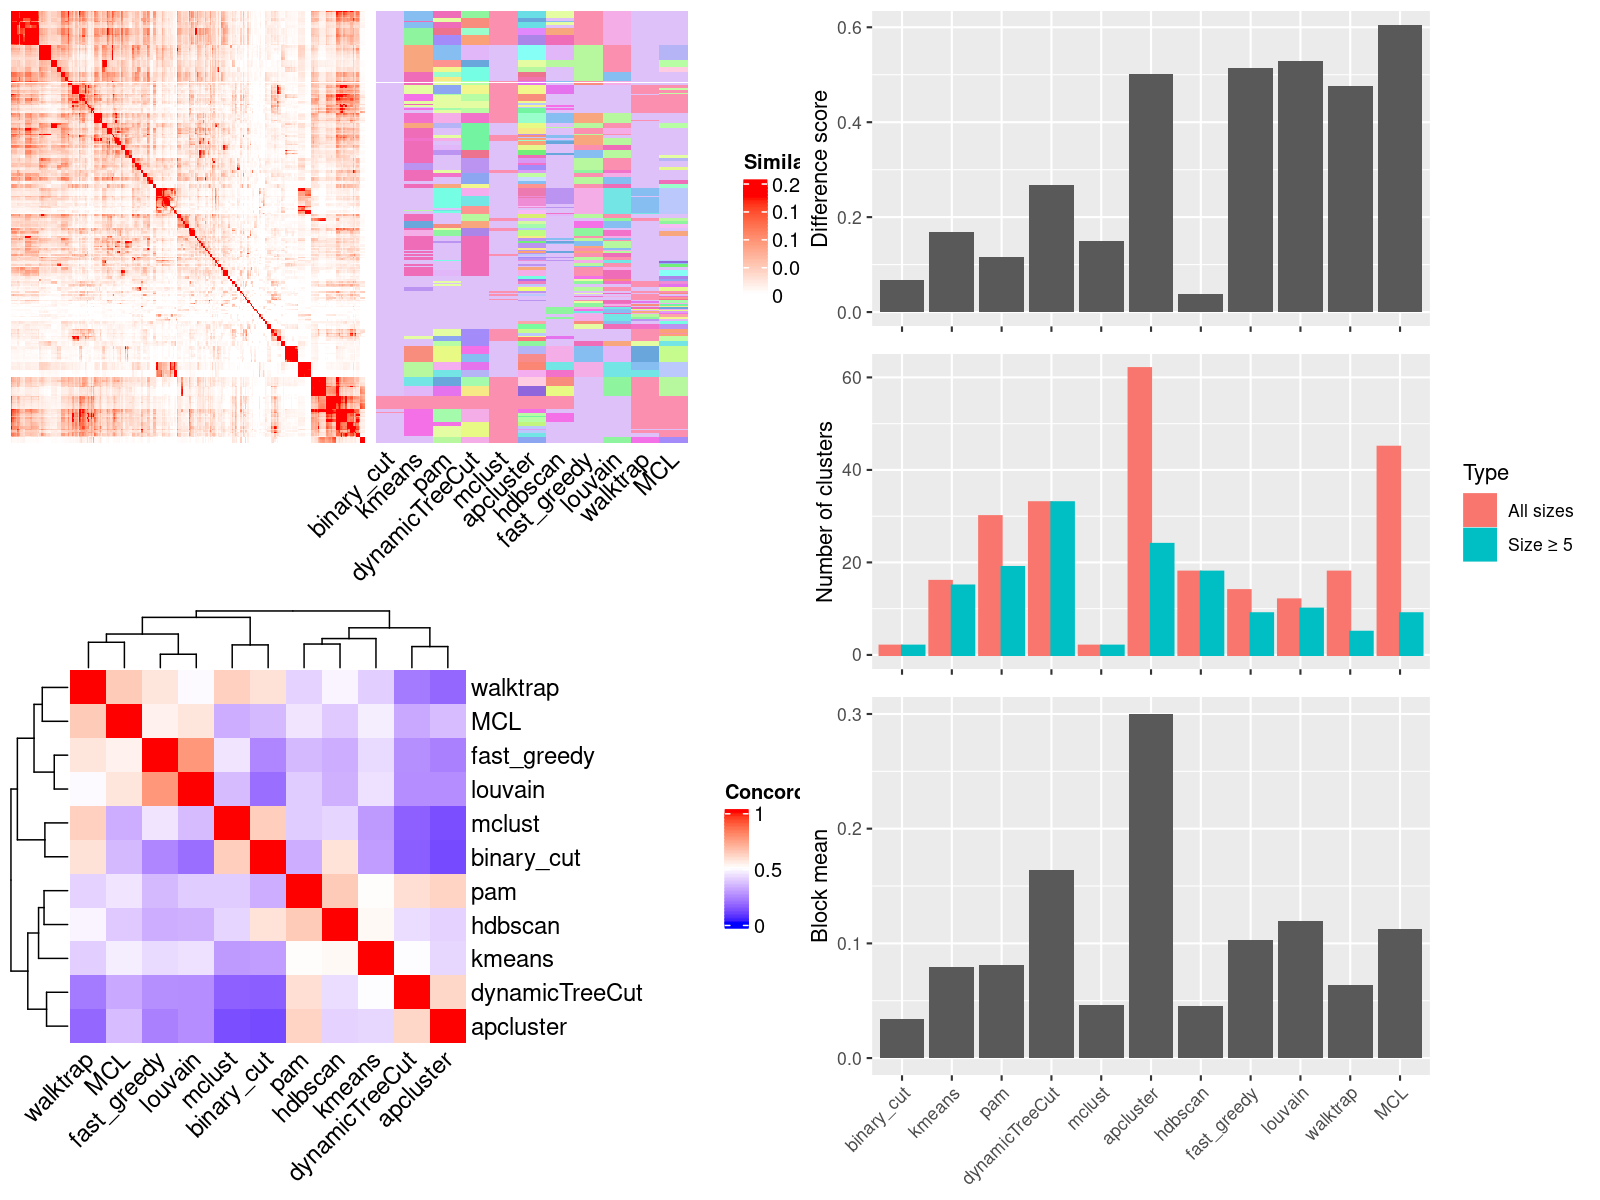 Simila
0.2
0.1
0.1
0.0
0
binary_cut
kmeans
pam
dynamicTreeCut
mclust
apcluster
hdbscan
fast_greedy
louvain
walktrap
MCL
walktrap
MCL
fast_greedy
louvain
mclust
binary_cut
pam
hdbscan
kmeans
dynamicTreeCut
apcluster
walktrap
MCL
fast_greedy
louvain
mclust
binary_cut
pam
hdbscan
kmeans
dynamicTreeCut
apcluster
Concord
1
0.5
0
Difference score
0.6
0.4
0.2
0.0
Number of clusters
60
40
20
0
Type
All sizes
Size ≥ 5
Block mean
0.3
0.2
0.1
0.0
binary_cut
kmeans
pam
dynamicTreeCut
mclust
apcluster
hdbscan
fast_greedy
louvain
walktrap
MCL